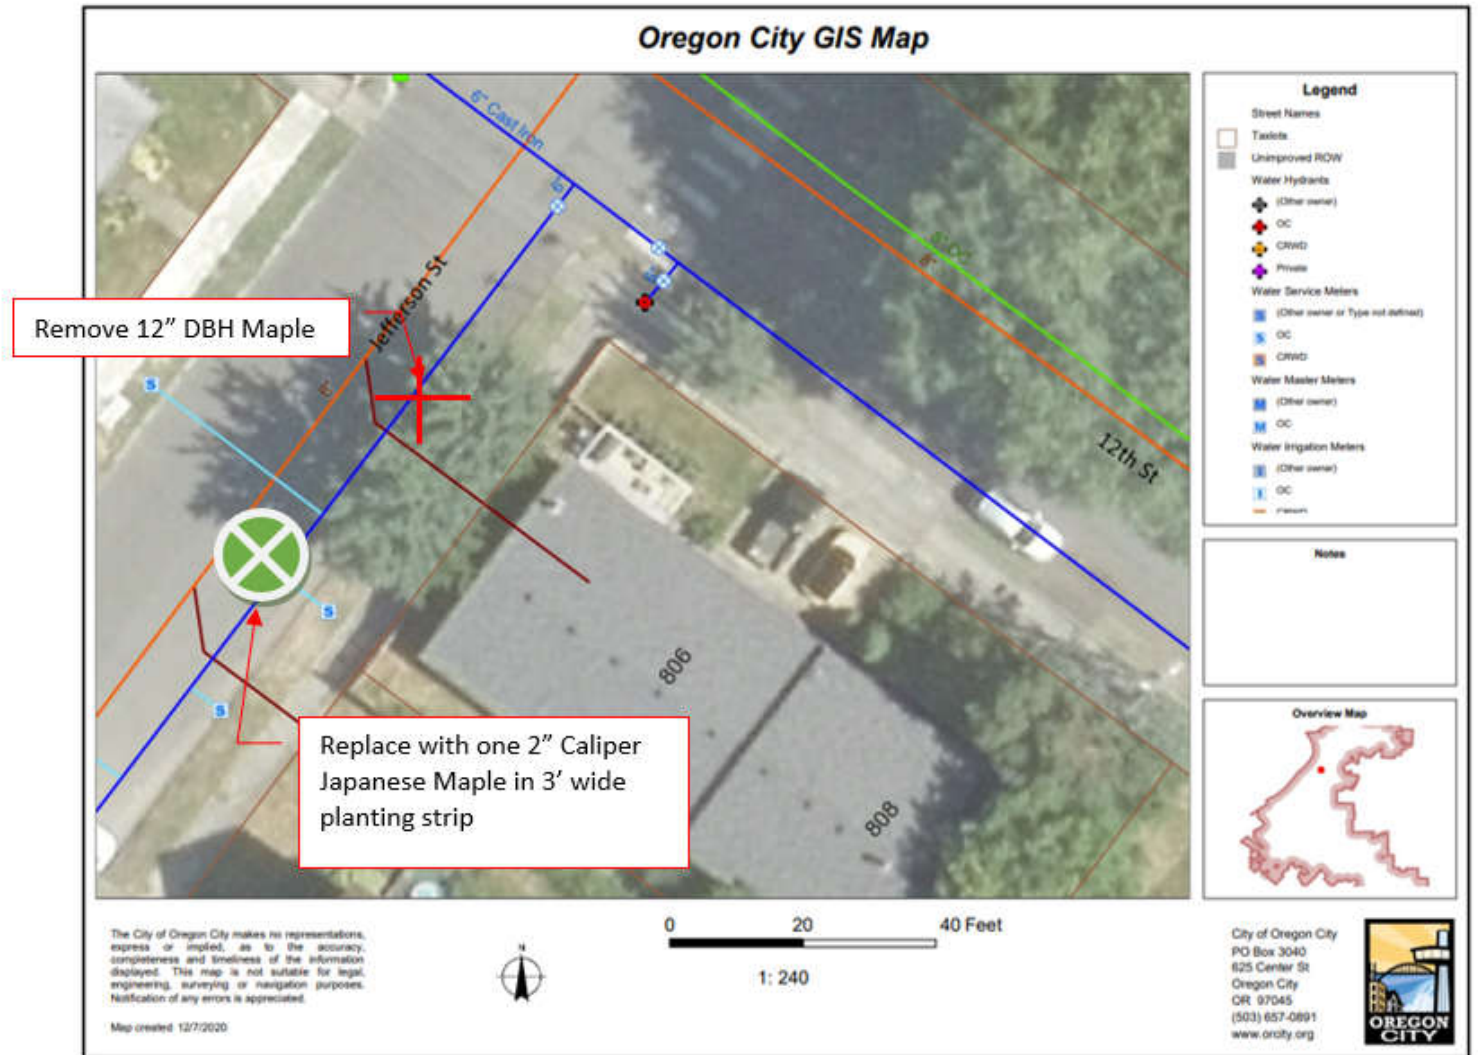 Oregon City GIS Map
6" Cast Iron
6"
6"
Jefferson St
8"
Remove 12" DBH Maple
S
S
S
8"
12th St
806
808
Replace with one 2” Caliper
Japanese Maple in 3’ wide
planting strip
Legend
Street Names
Taxlots
Unimproved ROW
Water Hydrants
(Other owner)
OC
CRWD
Private
Water Service Meters
S (Other owner or Type not defined)
S OC
S CRWD
Water Master Meters
M (Other owner)
M OC
Water Irrigation Meters
I (Other owner)
I OC
CRWD
Notes
Overview Map
The City of Oregon City makes no representations,
express or implied, as to the accuracy,
completeness and timeliness of the information
displayed. This map is not suitable for legal,
engineering, surveying or navigation purposes.
Notification of any errors is appreciated.
Map created 12/7/2020
N
0 20 40 Feet
1: 240
City of Oregon City
PO Box 3040
625 Center St
Oregon City
OR 97045
(503) 657-0891
www.orcity.org
OREGON
CITY